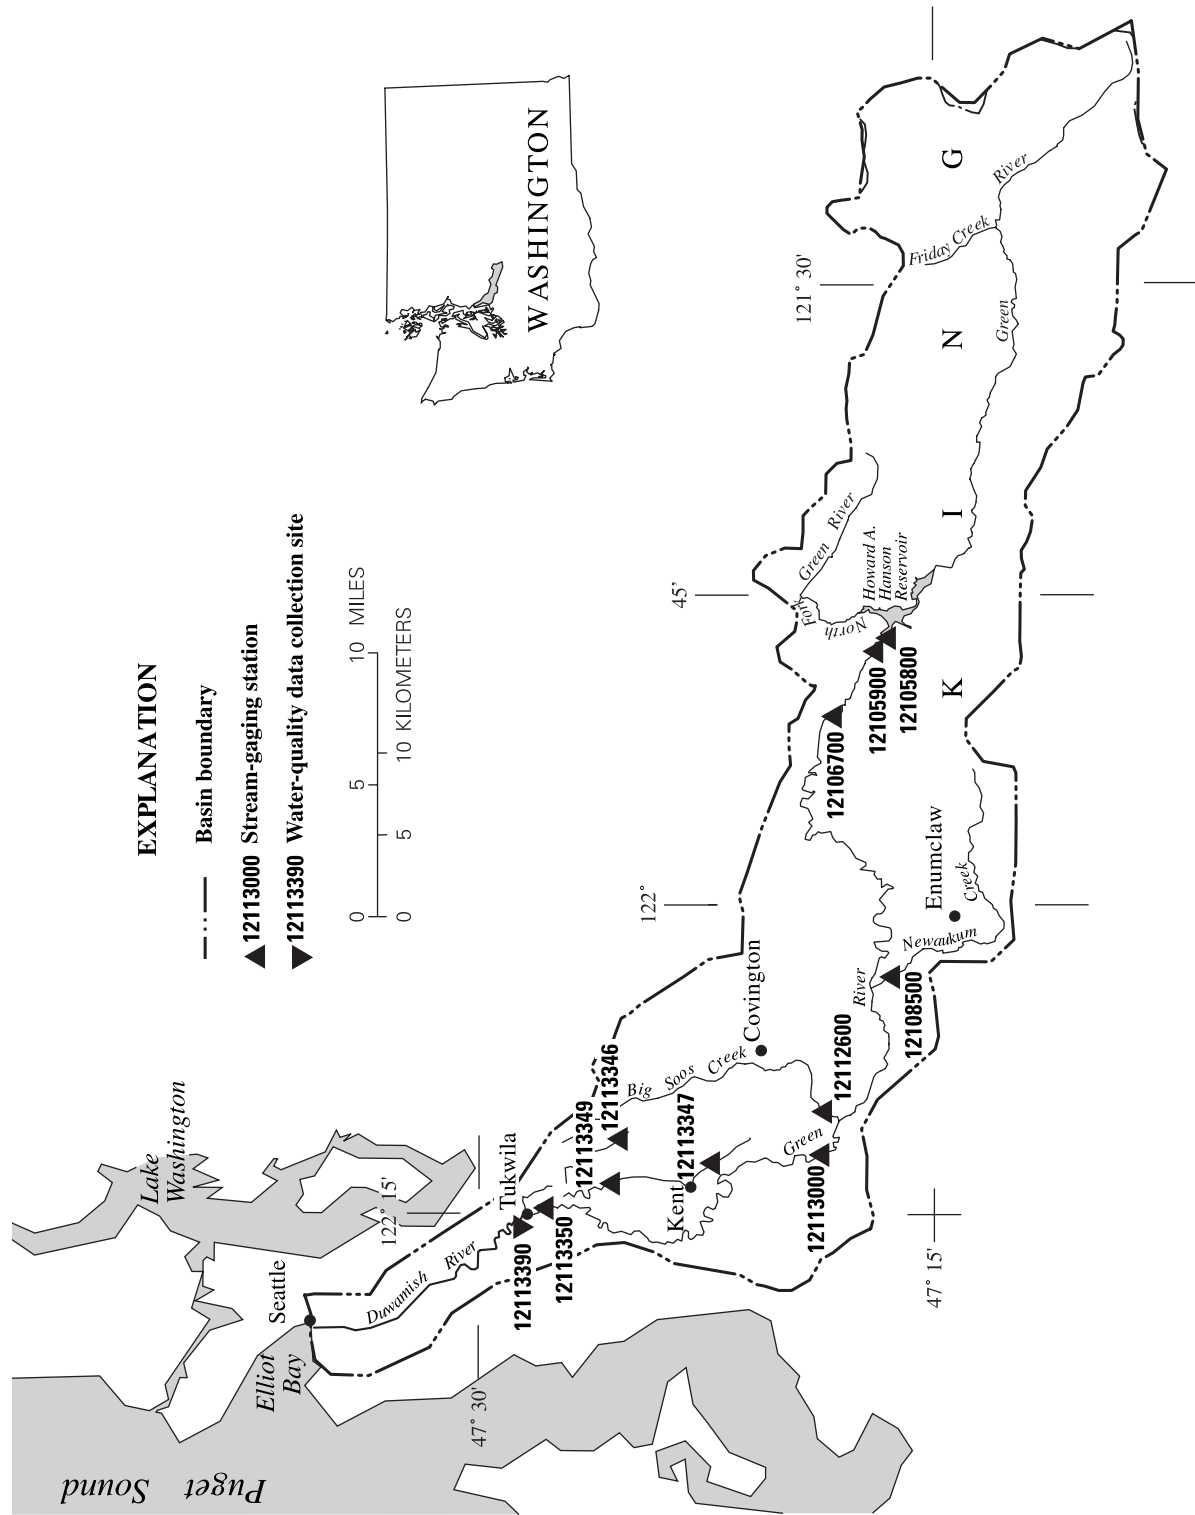 EXPLANATION
Basin boundary
12113000 Stream-gaging station
12113390 Water-quality data collection site
0 5 10 MILES
0 5 10 KILOMETERS
WASHINGTON
Puget
Sound
Elliot
Bay
Seattle
Lake
Washington
122° 15'
122°
45'
121° 30'
47° 30'
47° 15'
Duwamish River
Tukwila
12113390
12113350
12113349
12113346
12113347
Kent
Big Soos Creek
Covington
Green
River
12113000
12112600
12108500
Newaukum
Creek
Enumclaw
12106700
12105900
12105800
North
Fork
Green River
Howard A.
Hanson
Reservoir
Green
River
Friday Creek
K I N G